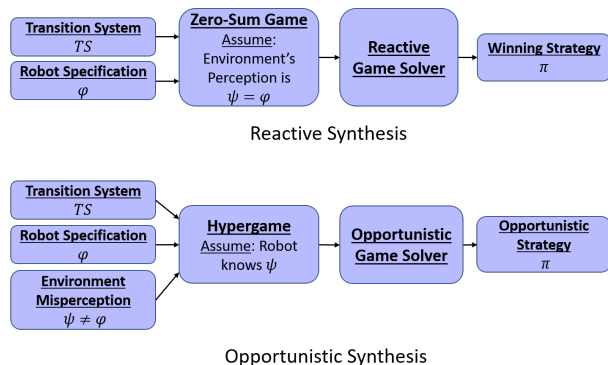 Transition System
TS
Robot Specification
φ
Zero-Sum Game
Assume:
Environment's
Perception is
ψ = φ
Reactive
Game Solver
Winning Strategy
π
Reactive Synthesis
Transition System
TS
Robot Specification
φ
Environment
Misperception
ψ ≠ φ
Hypergame
Assume: Robot
knows ψ
Opportunistic
Game Solver
Opportunistic
Strategy
π
Opportunistic Synthesis